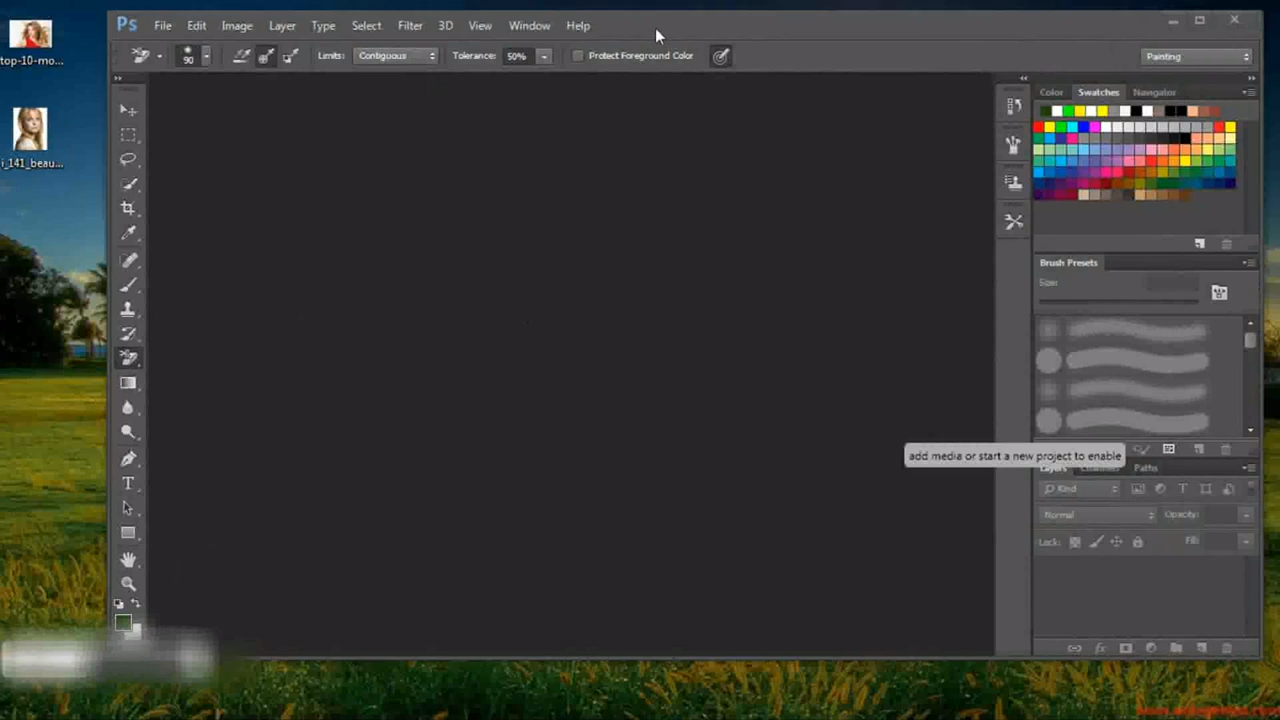 Ps File Edit Image Layer Type Select Filter 3D View Window Help
top-10-mo...
90 Limits: Contiguous Tolerance: 50% Protect Foreground Color Painting
Color Swatches Navigator
i_141_beau...
Brush Presets
Size:
add media or start a new project to enable
Layers Channels Paths
Kind
Normal Opacity:
Lock: Fill: